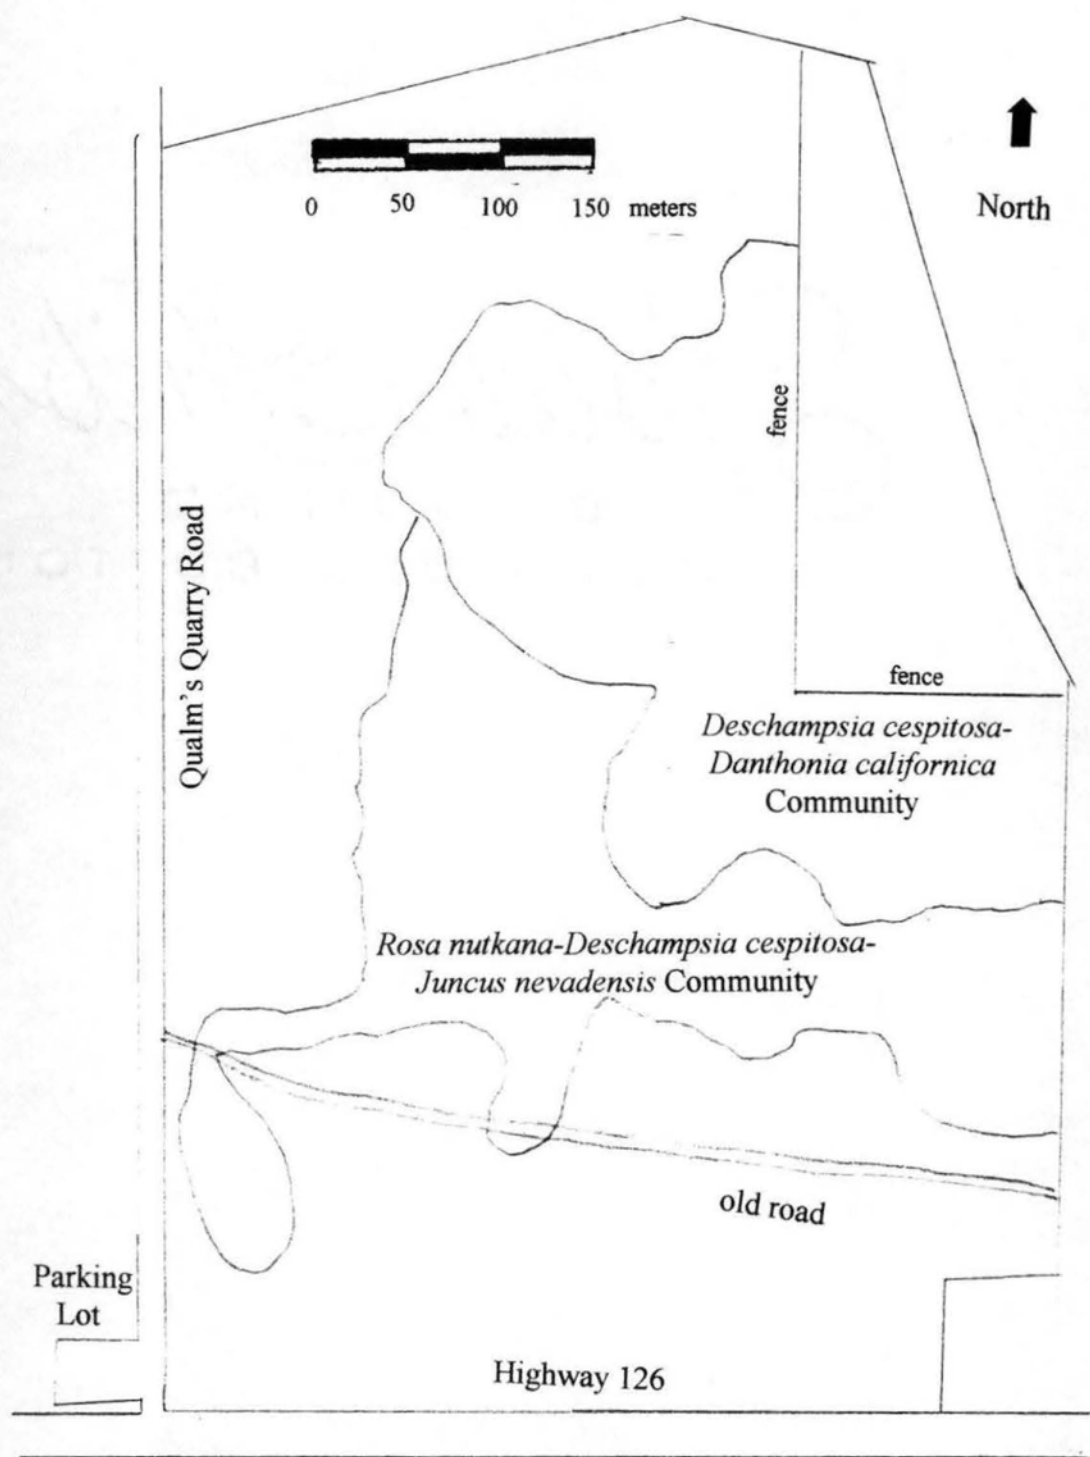 0 50 100 150 meters
North
fence
Qualm's Quarry Road
fence
Deschampsia cespitosa-
Danthonia californica
Community
Rosa nutkana-Deschampsia cespitosa-
Juncus nevadensis Community
old road
Parking
Lot
Highway 126